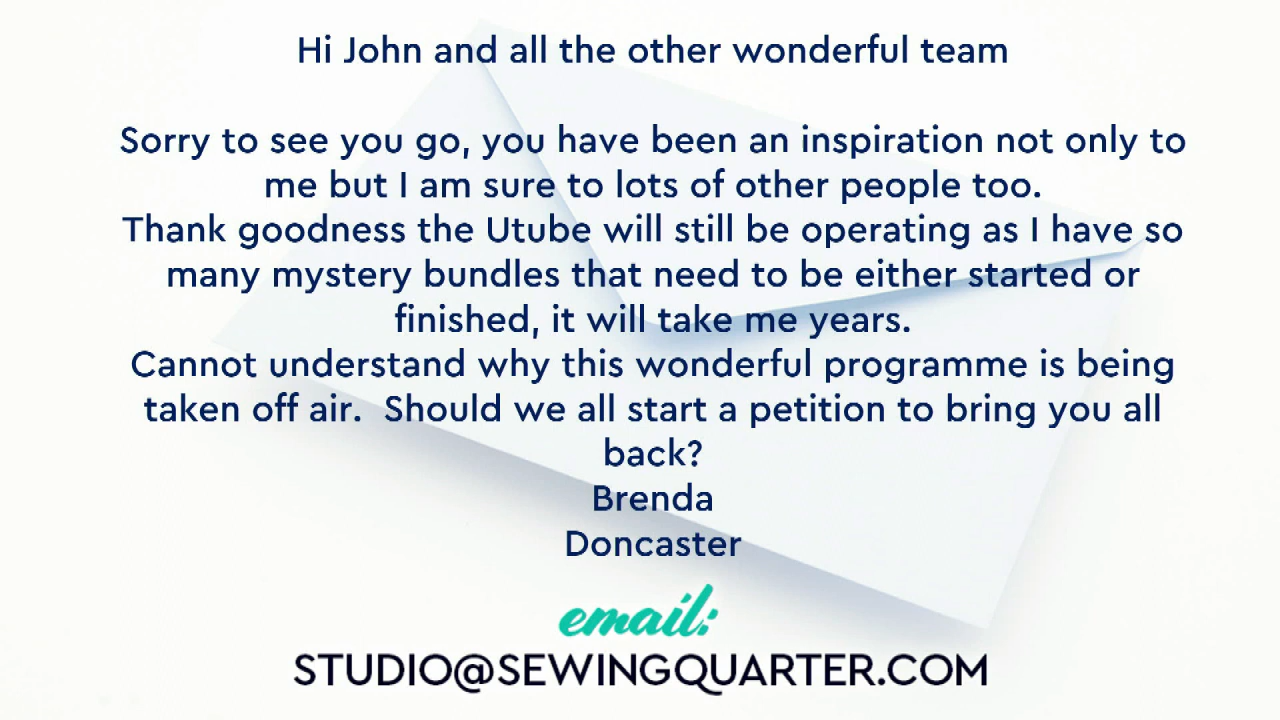 Hi John and all the other wonderful team
Sorry to see you go, you have been an inspiration not only to
me but I am sure to lots of other people too.
Thank goodness the Utube will still be operating as I have so
many mystery bundles that need to be either started or
finished, it will take me years.
Cannot understand why this wonderful programme is being
taken off air.  Should we all start a petition to bring you all
back?
Brenda
Doncaster
email:
STUDIO@SEWINGQUARTER.COM